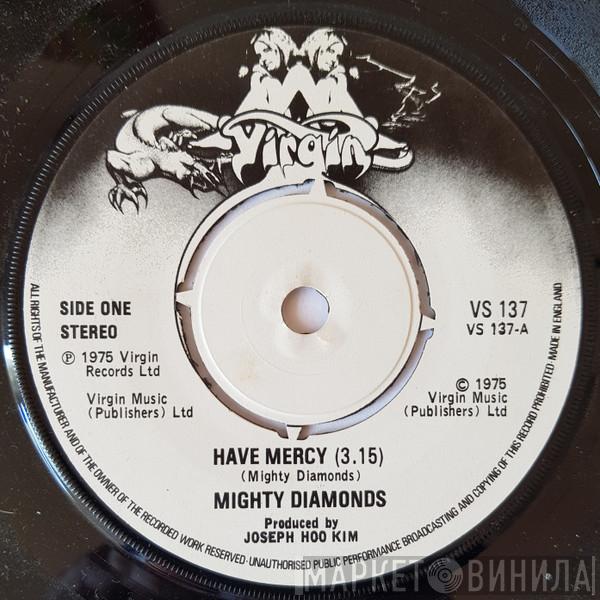 Virgin
SIDE ONE
STEREO
℗ 1975 Virgin
Records Ltd
Virgin Music
(Publishers) Ltd
VS 137
VS 137-A
© 1975
Virgin Music
(Publishers) Ltd
HAVE MERCY (3.15)
(Mighty Diamonds)
MIGHTY DIAMONDS
Produced by
JOSEPH HOO KIM
ALL RIGHTS OF THE MANUFACTURER AND OF THE OWNER OF THE RECORDED WORK RESERVED·UNAUTHORISED PUBLIC PERFORMANCE BROADCASTING AND COPYING OF THIS RECORD PROHIBITED·MADE IN ENGLAND
МАРКЕТ ВИНИЛА